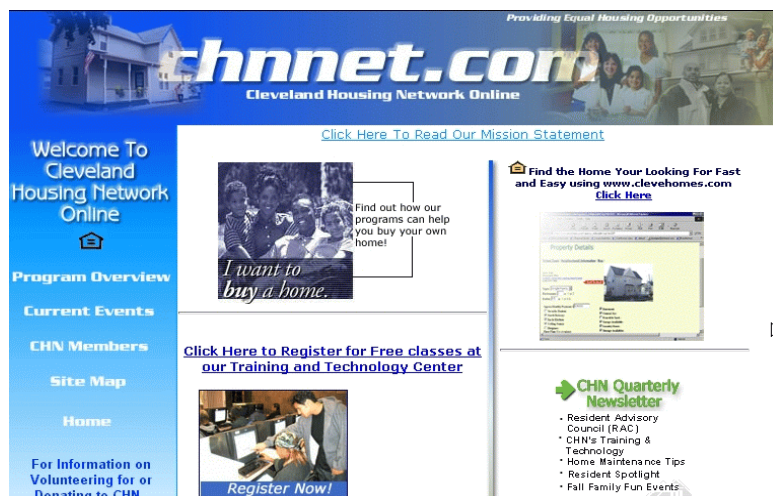 Providing Equal Housing Opportunities
chnnet.com
Cleveland Housing Network Online
Click Here To Read Our Mission Statement
Welcome To
Cleveland
Housing Network
Online
Program Overview
Current Events
CHN Members
Site Map
Home
For Information on
Volunteering for or
Donating to CHN
Find out how our
programs can help
you buy your own
home!
I want to
buy a home.
Click Here to Register for Free classes at
our Training and Technology Center
Register Now!
Find the Home Your Looking For Fast
and Easy using www.clevehomes.com
Click Here
Property Details
CHN Quarterly
Newsletter
• Resident Advisory
Council (RAC)
• CHN's Training &
Technology
• Home Maintenance Tips
• Resident Spotlight
• Fall Family Fun Events